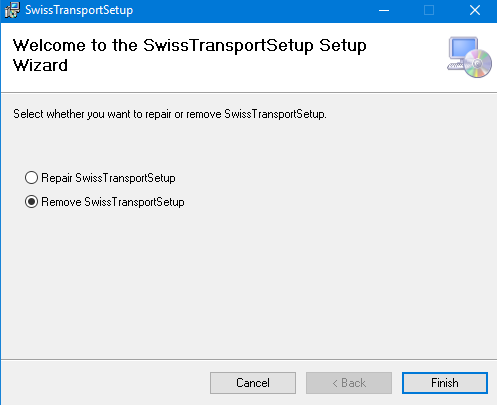 SwissTransportSetup
Welcome to the SwissTransportSetup Setup
Wizard
Select whether you want to repair or remove SwissTransportSetup.
Repair SwissTransportSetup
Remove SwissTransportSetup
Cancel
< Back
Finish